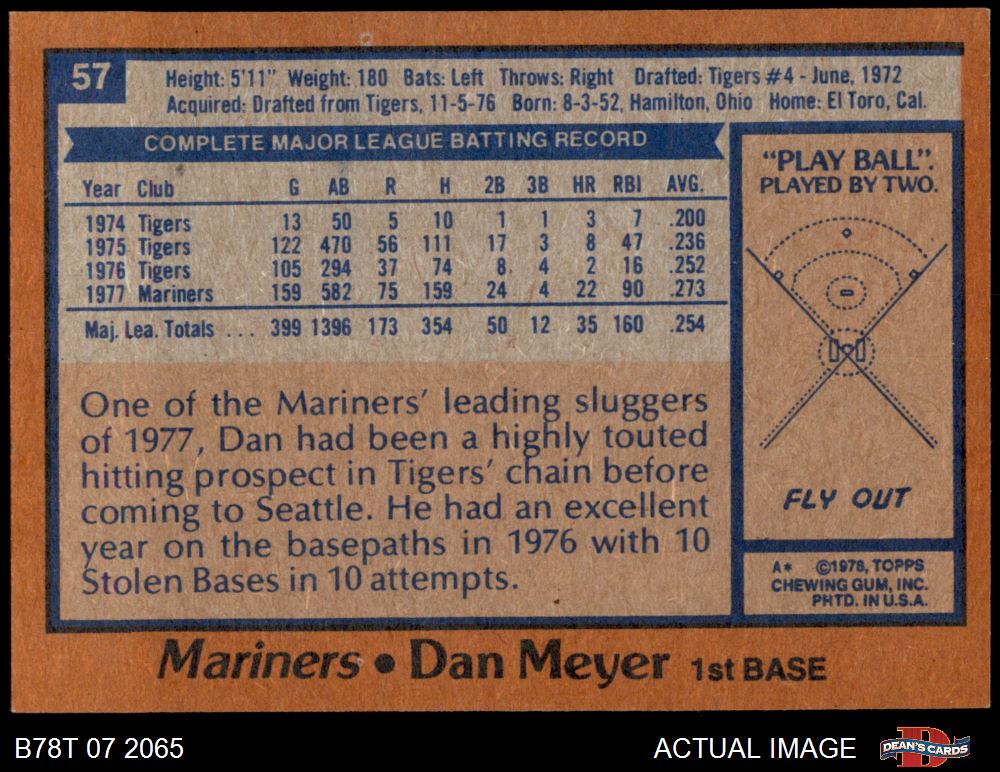 57
Height: 5'11" Weight: 180 Bats: Left Throws: Right Drafted: Tigers #4 - June, 1972
Acquired: Drafted from Tigers, 11-5-76 Born: 8-3-52, Hamilton, Ohio Home: El Toro, Cal.
COMPLETE MAJOR LEAGUE BATTING RECORD
Year Club G AB R H 2B 3B HR RBI AVG.
1974 Tigers 13 50 5 10 1 1 3 7 .200
1975 Tigers 122 470 56 111 17 3 8 47 .236
1976 Tigers 105 294 37 74 8 4 2 16 .252
1977 Mariners 159 582 75 159 24 4 22 90 .273
Maj. Lea. Totals ... 399 1396 173 354 50 12 35 160 .254
One of the Mariners' leading sluggers
of 1977, Dan had been a highly touted
hitting prospect in Tigers' chain before
coming to Seattle. He had an excellent
year on the basepaths in 1976 with 10
Stolen Bases in 10 attempts.
"PLAY BALL".
PLAYED BY TWO.
FLY OUT
A* ©1978, TOPPS
CHEWING GUM, INC.
PRTD. IN U.S.A.
Mariners • Dan Meyer 1st BASE
B78T 07 2065
ACTUAL IMAGE
D
DEAN'S CARDS